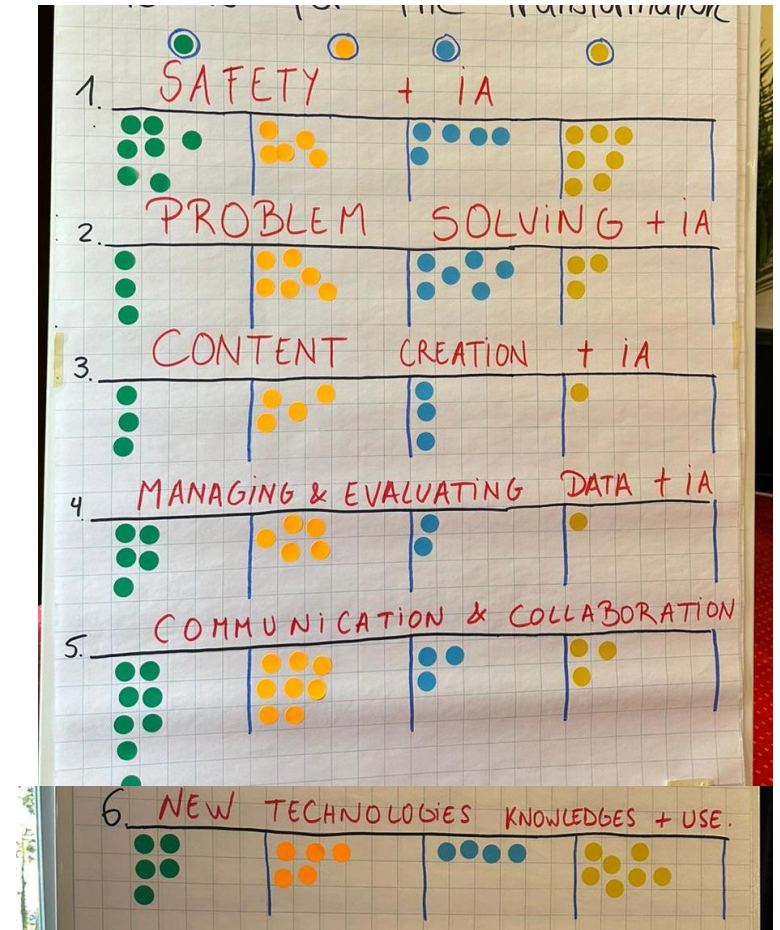 1. SAFETY + iA
2. PROBLEM SOLViNG + iA
3. CONTENT CREATiON + iA
4 MANAGiNG & EVALUATiNG DATA + iA
5. COMMUNiCATiON & COLLABORATiON
6. NEW TECHNOLOGiES KNOWLEDGES + USE.